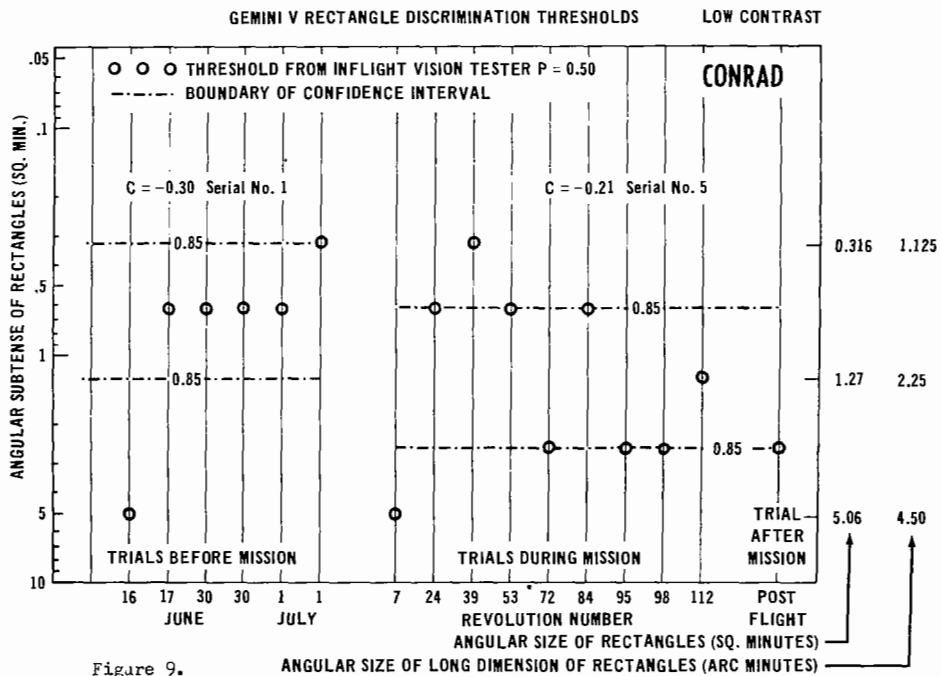 GEMINI V RECTANGLE DISCRIMINATION THRESHOLDS LOW CONTRAST
O O O THRESHOLD FROM INFLIGHT VISION TESTER P = 0.50
BOUNDARY OF CONFIDENCE INTERVAL
CONRAD
ANGULAR SUBTENSE OF RECTANGLES (SQ. MIN.)
.05
.1
.5
1
5
10
C = -0.30 Serial No. 1
C = -0.21 Serial No. 5
0.85
0.85
0.85
0.85
0.316 1.125
1.27 2.25
5.06 4.50
TRIAL
AFTER
MISSION
TRIALS BEFORE MISSION
TRIALS DURING MISSION
16 17 30 30 1 1 7 24 39 53 72 84 95 98 112 POST
JUNE JULY REVOLUTION NUMBER FLIGHT
ANGULAR SIZE OF RECTANGLES (SQ. MINUTES)
Figure 9. ANGULAR SIZE OF LONG DIMENSION OF RECTANGLES (ARC MINUTES)